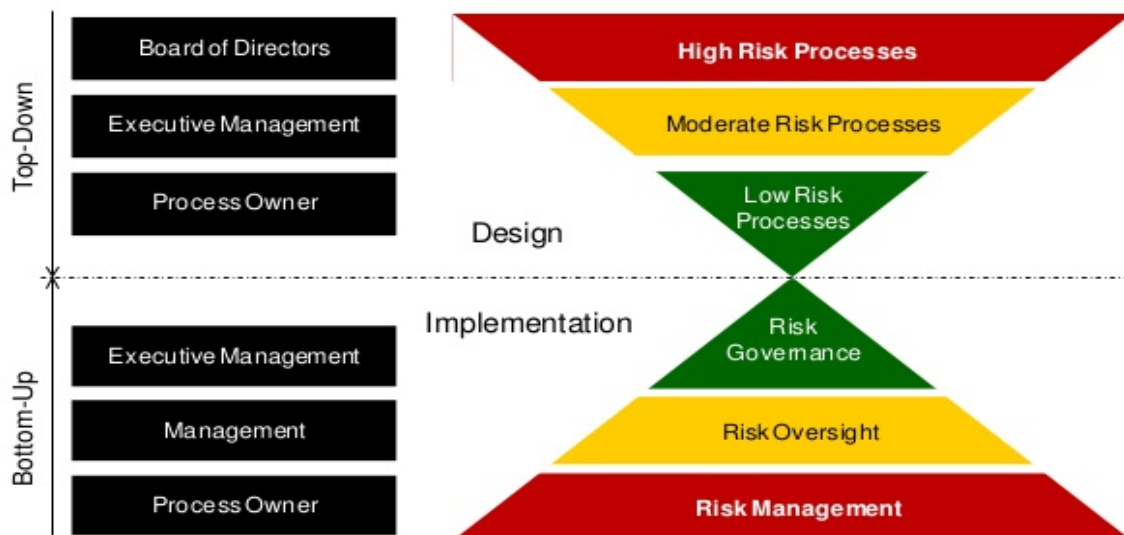 Top-Down
Board of Directors
High Risk Processes
Executive Management
Moderate Risk Processes
Process Owner
Low Risk
Processes
Design
Bottom-Up
Implementation
Executive Management
Risk
Governance
Management
Risk Oversight
Process Owner
Risk Management